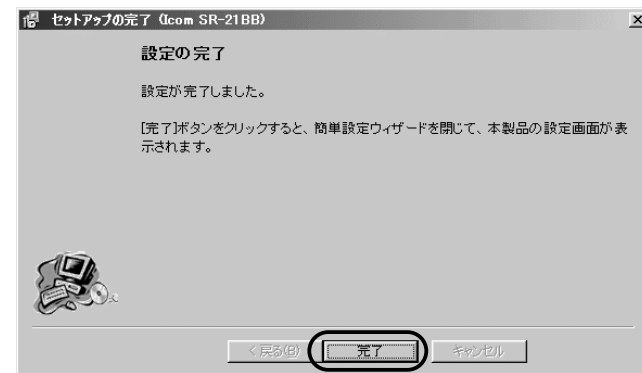 セットアップの完了 (Icom SR-21BB)
設定の完了
設定が完了しました。
[完了]ボタンをクリックすると、簡単設定ウィザードを閉じて、本製品の設定画面が表
示されます。
< 戻る(B)
完了
キャンセル